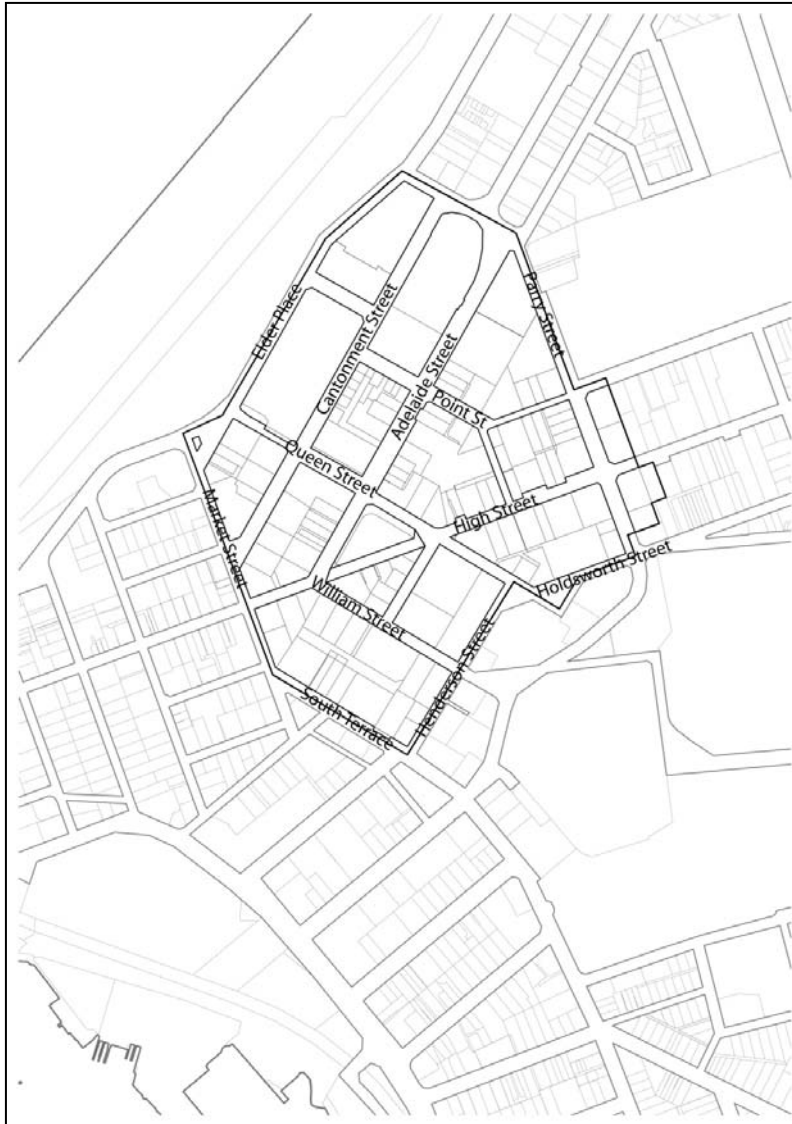 Elder Place
Cantonment Street
Parry Street
Adelaide Street
Point St
Queen Street
High Street
Market Street
Holdsworth Street
William Street
Henderson Street
South Terrace